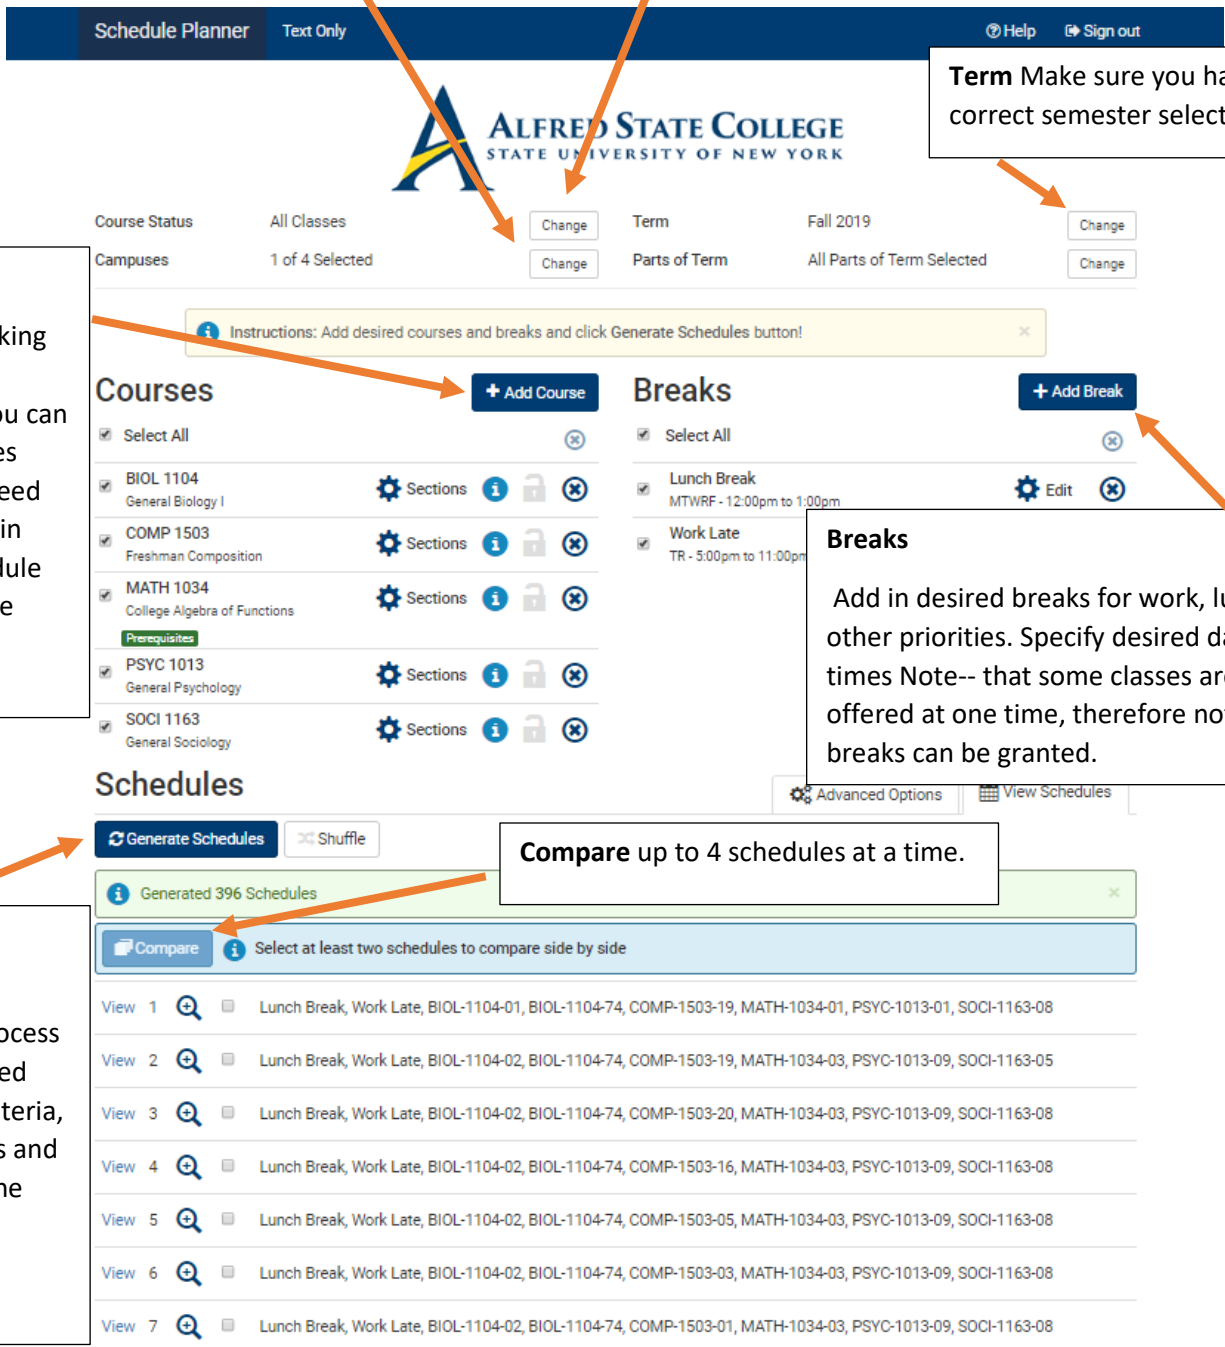 Schedule Planner Text Only Help Sign out
Term Make sure you
correct semester
ALFRED STATE COLLEGE
STATE UNIVERSITY OF NEW YORK
Course Status All Classes Change Term Fall 2019 Change
Campuses 1 of 4 Selected Change Parts of Term All Parts of Term Selected Change
Instructions: Add desired courses and breaks and click Generate Schedules button!
you can
in
Courses + Add Course
Select All
BIOL 1104 Sections
General Biology I
COMP 1503 Sections
Freshman Composition
MATH 1034 Sections
College Algebra of Functions
Prerequisites
PSYC 1013 Sections
General Psychology
SOCI 1163 Sections
General Sociology
Breaks + Add Break
Select All
Lunch Break Edit
MTWRF - 12:00pm to 1:00pm
Work Late
TR - 5:00pm to 11:00pm
Breaks
Add in desired breaks for work,
other priorities. Specify desired
times Note-- that some classes
offered at one time, therefore
breaks can be granted.
Schedules
Advanced Options View Schedules
Generate Schedules Shuffle
Compare up to 4 schedules at a time.
Generated 396 Schedules
Compare Select at least two schedules to compare side by side
and
View 1 Lunch Break, Work Late, BIOL-1104-01, BIOL-1104-74, COMP-1503-19, MATH-1034-01, PSYC-1013-01, SOCI-1163-08
View 2 Lunch Break, Work Late, BIOL-1104-02, BIOL-1104-74, COMP-1503-19, MATH-1034-03, PSYC-1013-09, SOCI-1163-05
View 3 Lunch Break, Work Late, BIOL-1104-02, BIOL-1104-74, COMP-1503-20, MATH-1034-03, PSYC-1013-09, SOCI-1163-08
View 4 Lunch Break, Work Late, BIOL-1104-02, BIOL-1104-74, COMP-1503-16, MATH-1034-03, PSYC-1013-09, SOCI-1163-08
View 5 Lunch Break, Work Late, BIOL-1104-02, BIOL-1104-74, COMP-1503-05, MATH-1034-03, PSYC-1013-09, SOCI-1163-08
View 6 Lunch Break, Work Late, BIOL-1104-02, BIOL-1104-74, COMP-1503-03, MATH-1034-03, PSYC-1013-09, SOCI-1163-08
View 7 Lunch Break, Work Late, BIOL-1104-02, BIOL-1104-74, COMP-1503-01, MATH-1034-03, PSYC-1013-09, SOCI-1163-08